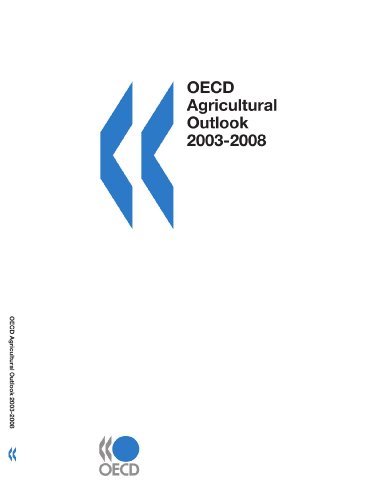 OECD
Agricultural
Outlook
2003-2008
OECD Agricultural Outlook 2003-2008
OECD